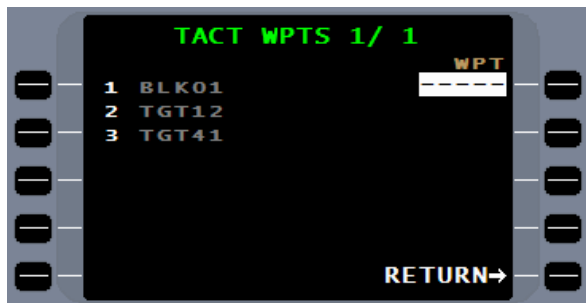 TACT WPTS 1/ 1
WPT
1 BLK01 -----
2 TGT12
3 TGT41
RETURN→